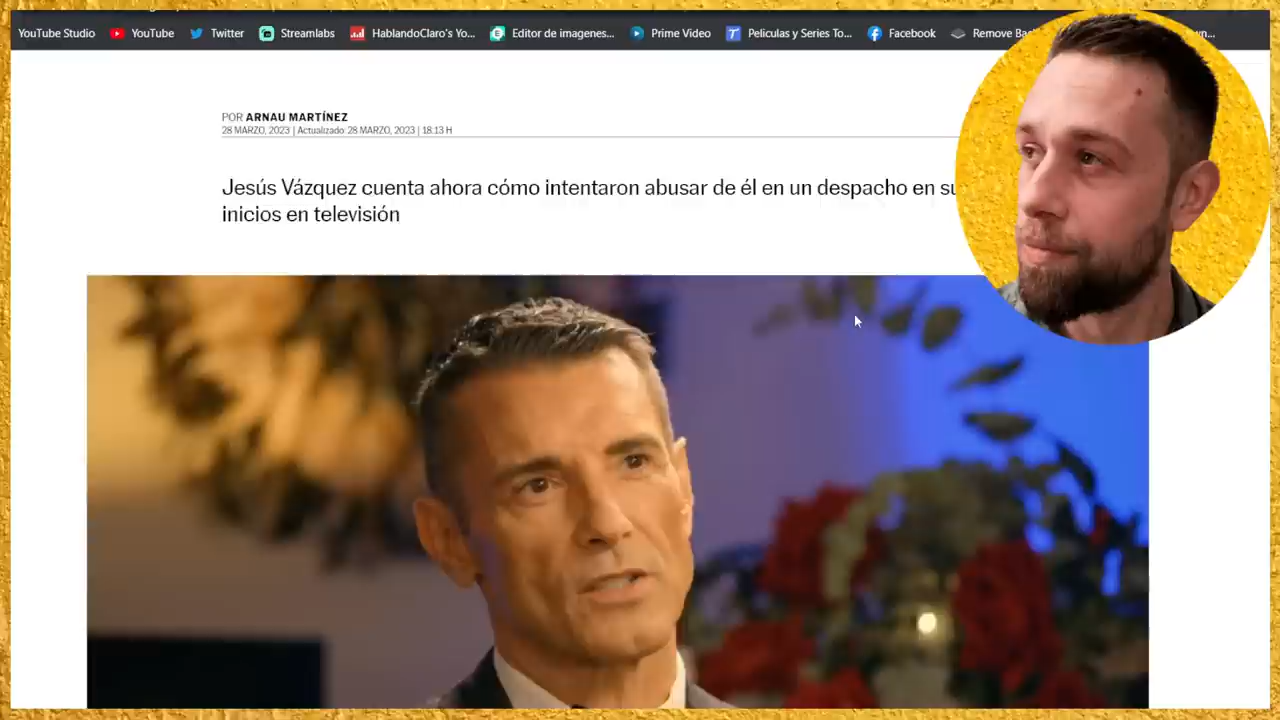 YouTube Studio YouTube Twitter Streamlabs HablandoClaro's Yo... Editor de imagenes... Prime Video Peliculas y Series To... Facebook Remove
POR ARNAU MARTÍNEZ
28 MARZO, 2023 | Actualizado: 28 MARZO, 2023 | 18:13 H
Jesús Vázquez cuenta ahora cómo intentaron abusar de él en un despacho en
inicios en televisión